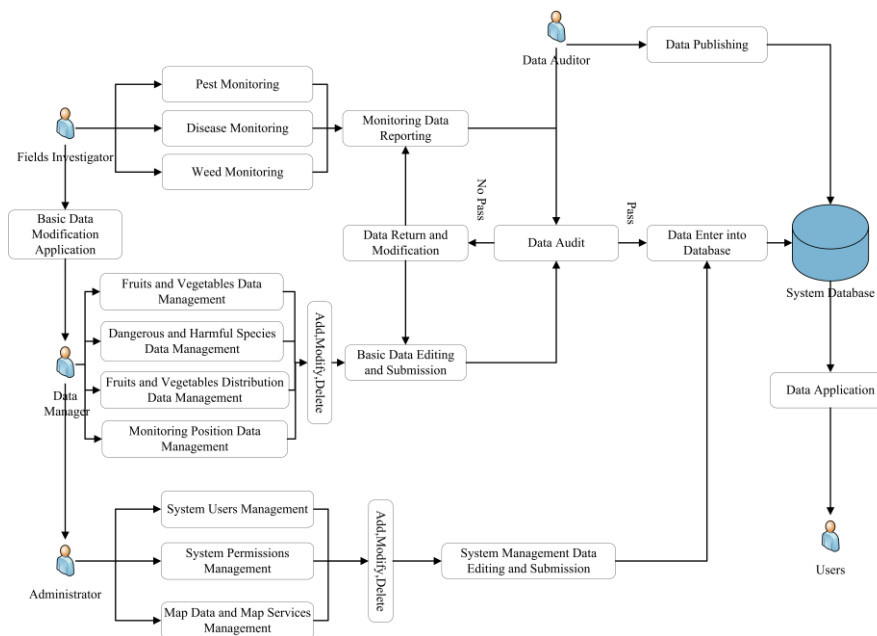 Data Auditor
Data Publishing
Pest Monitoring
Disease Monitoring
Weed Monitoring
Fields Investigator
Monitoring Data
Reporting
Basic Data
Modification
Application
No Pass
Pass
Data Return and
Modification
Data Audit
Data Enter into
Database
System Database
Fruits and Vegetables Data
Management
Dangerous and Harmful Species
Data Management
Fruits and Vegetables Distribution
Data Management
Monitoring Position Data
Management
Data
Manager
Add,Modify,Delete
Basic Data Editing
and Submission
Data Application
System Users Management
System Permissions
Management
Map Data and Map Services
Management
Administrator
Add,Modify,Delete
System Management Data
Editing and Submission
Users